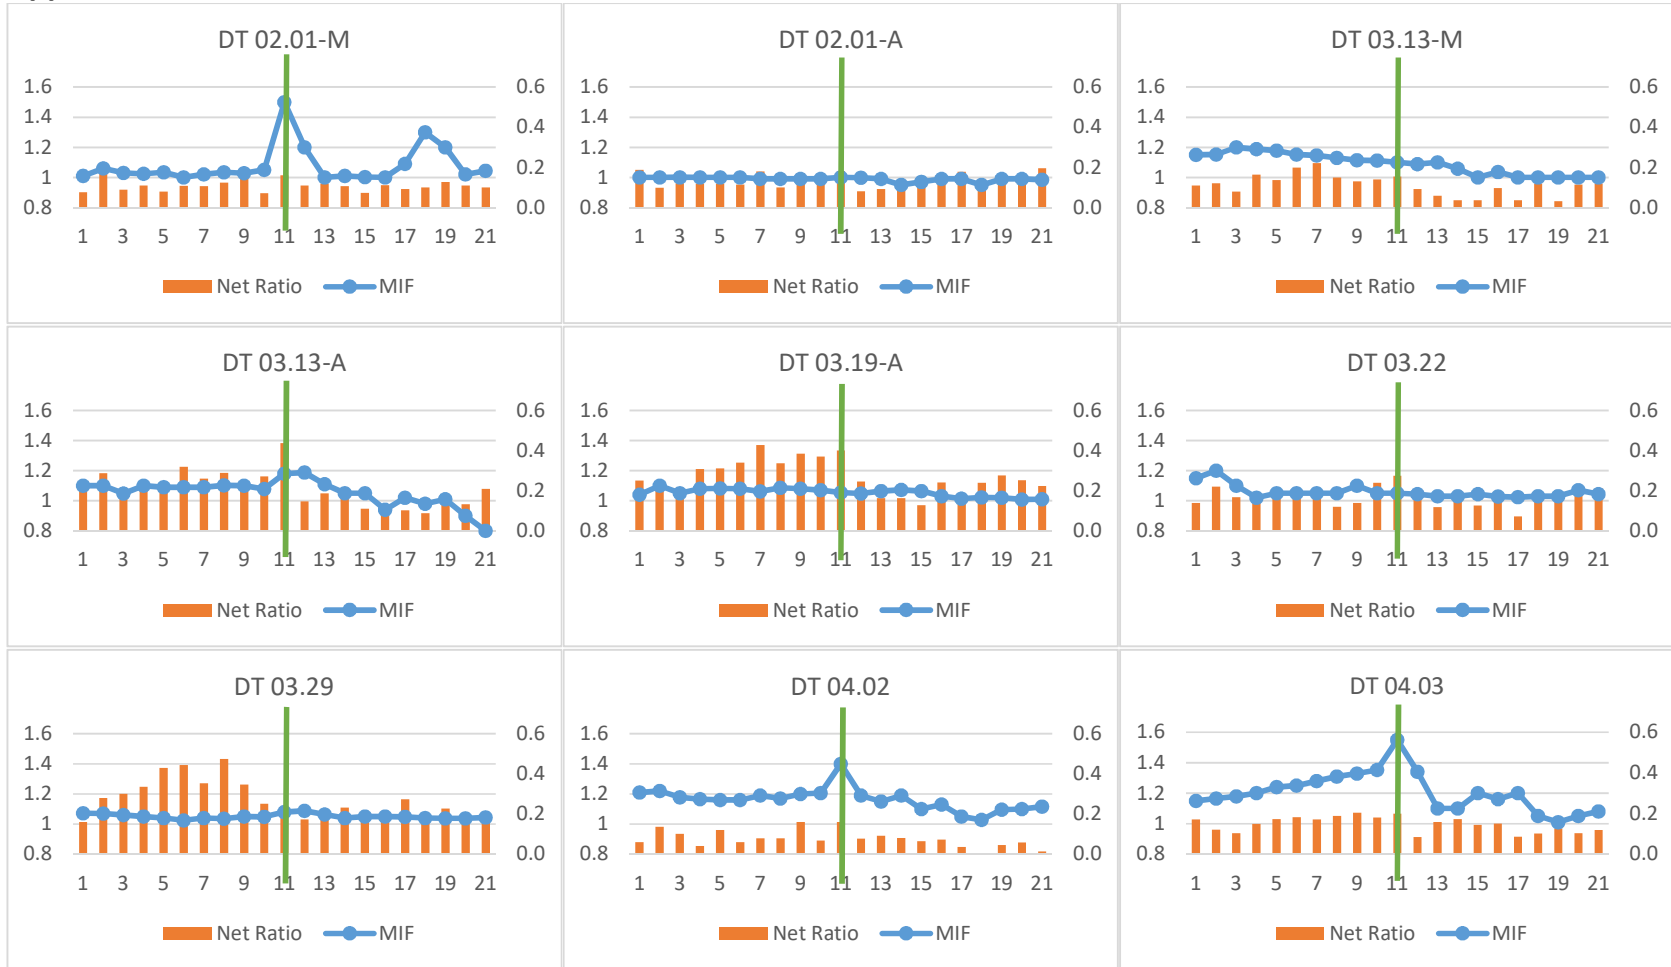 DT 02.01-M
1.6 1.4 1.2 1 0.8
0.6 0.4 0.2 0.0
1 3 5 7 9 11 13 15 17 19 21
Net Ratio MIF
DT 02.01-A
1.6 1.4 1.2 1 0.8
0.6 0.4 0.2 0.0
1 3 5 7 9 11 13 15 17 19 21
Net Ratio MIF
DT 03.13-M
1.6 1.4 1.2 1 0.8
0.6 0.4 0.2 0.0
1 3 5 7 9 11 13 15 17 19 21
Net Ratio MIF
DT 03.13-A
1.6 1.4 1.2 1 0.8
0.6 0.4 0.2 0.0
1 3 5 7 9 11 13 15 17 19 21
Net Ratio MIF
DT 03.19-A
1.6 1.4 1.2 1 0.8
0.6 0.4 0.2 0.0
1 3 5 7 9 11 13 15 17 19 21
Net Ratio MIF
DT 03.22
1.6 1.4 1.2 1 0.8
0.6 0.4 0.2 0.0
1 3 5 7 9 11 13 15 17 19 21
Net Ratio MIF
DT 03.29
1.6 1.4 1.2 1 0.8
0.6 0.4 0.2 0.0
1 3 5 7 9 11 13 15 17 19 21
Net Ratio MIF
DT 04.02
1.6 1.4 1.2 1 0.8
0.6 0.4 0.2 0.0
1 3 5 7 9 11 13 15 17 19 21
Net Ratio MIF
DT 04.03
1.6 1.4 1.2 1 0.8
0.6 0.4 0.2 0.0
1 3 5 7 9 11 13 15 17 19 21
Net Ratio MIF